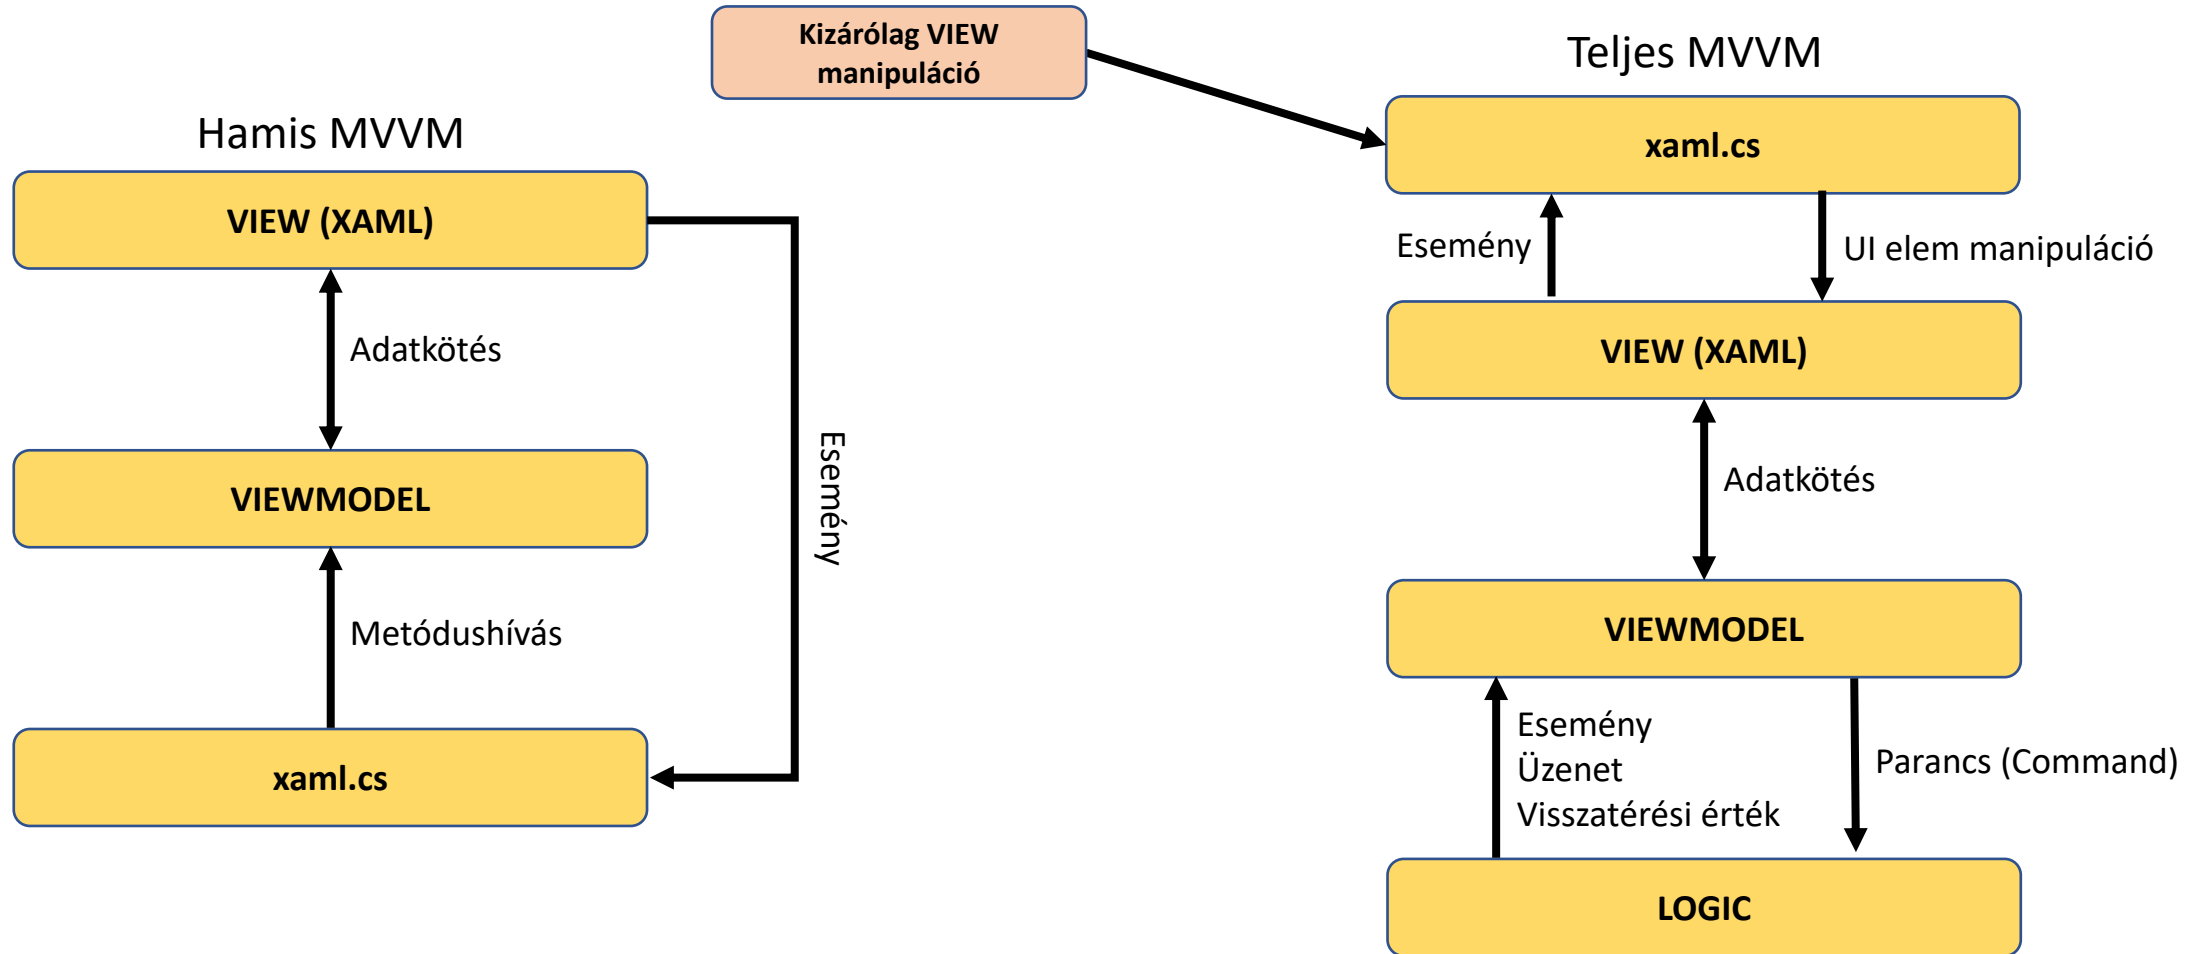 Kizárólag VIEW
manipuláció
Hamis MVVM
VIEW (XAML)
Adatkötés
Esemény
VIEWMODEL
Metódushívás
xaml.cs
Teljes MVVM
xaml.cs
Esemény
UI elem manipuláció
VIEW (XAML)
Adatkötés
VIEWMODEL
Esemény
Üzenet
Visszatérési érték
Parancs (Command)
LOGIC